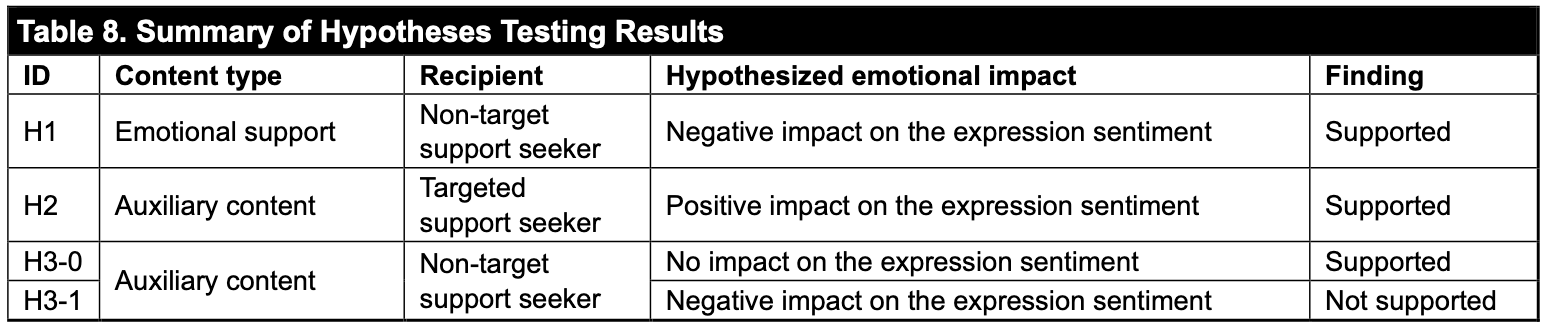 Table 8. Summary of Hypotheses Testing Results
ID Content type Recipient Hypothesized emotional impact Finding
H1 Emotional support Non-target support seeker Negative impact on the expression sentiment Supported
H2 Auxiliary content Targeted support seeker Positive impact on the expression sentiment Supported
H3-0 Auxiliary content Non-target support seeker No impact on the expression sentiment Supported
H3-1 Negative impact on the expression sentiment Not supported